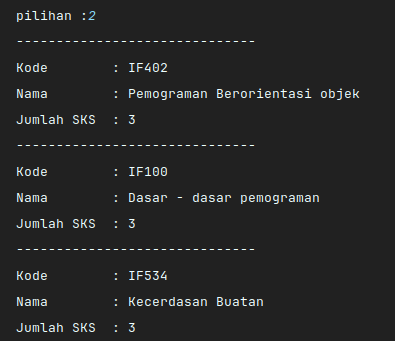 pilihan :2
------------------------------
Kode        : IF402
Nama        : Pemograman Berorientasi objek
Jumlah SKS  : 3
------------------------------
Kode        : IF100
Nama        : Dasar - dasar pemograman
Jumlah SKS  : 3
------------------------------
Kode        : IF534
Nama        : Kecerdasan Buatan
Jumlah SKS  : 3